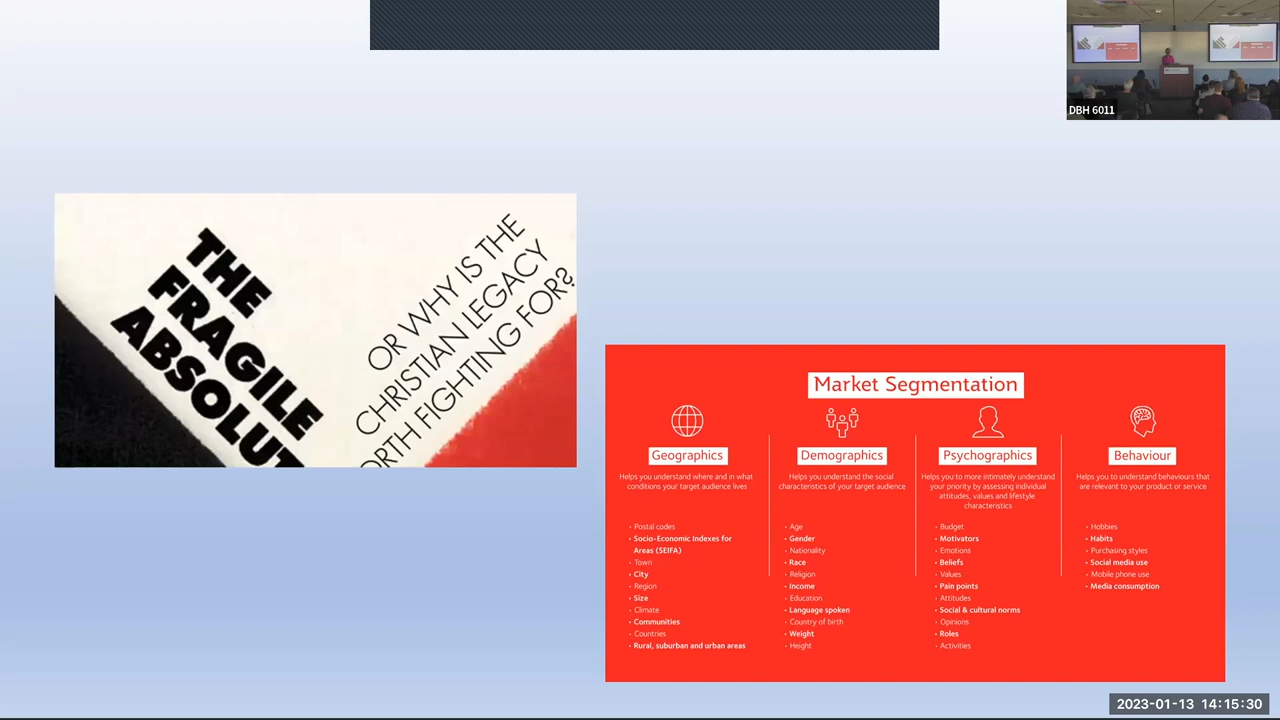 DBH 6011
THE
FRAGILE
ABSOLUT
OR WHY IS THE
CHRISTIAN LEGACY
ORTH FIGHTING FOR?
Market Segmentation
Geographics
Helps you understand where and in what
conditions your target audience lives
• Postal codes
• Socio-Economic Indexes for
Areas (SEIFA)
• Town
• City
• Region
• Size
• Climate
• Communities
• Countries
• Rural, suburban and urban areas
Demographics
Helps you understand the social
characteristics of your target audience
• Age
• Gender
• Nationality
• Race
• Religion
• Income
• Education
• Language spoken
• Country of birth
• Weight
• Height
Psychographics
Helps you to more intimately understand
your priority by assessing individual
attitudes, values and lifestyle
characteristics
• Budget
• Motivators
• Emotions
• Beliefs
• Values
• Pain points
• Attitudes
• Social & cultural norms
• Opinions
• Roles
• Activities
Behaviour
Helps you to understand behaviours that
are relevant to your product or service
• Hobbies
• Habits
• Purchasing styles
• Social media use
• Mobile phone use
• Media consumption
2023-01-13 14:15:30